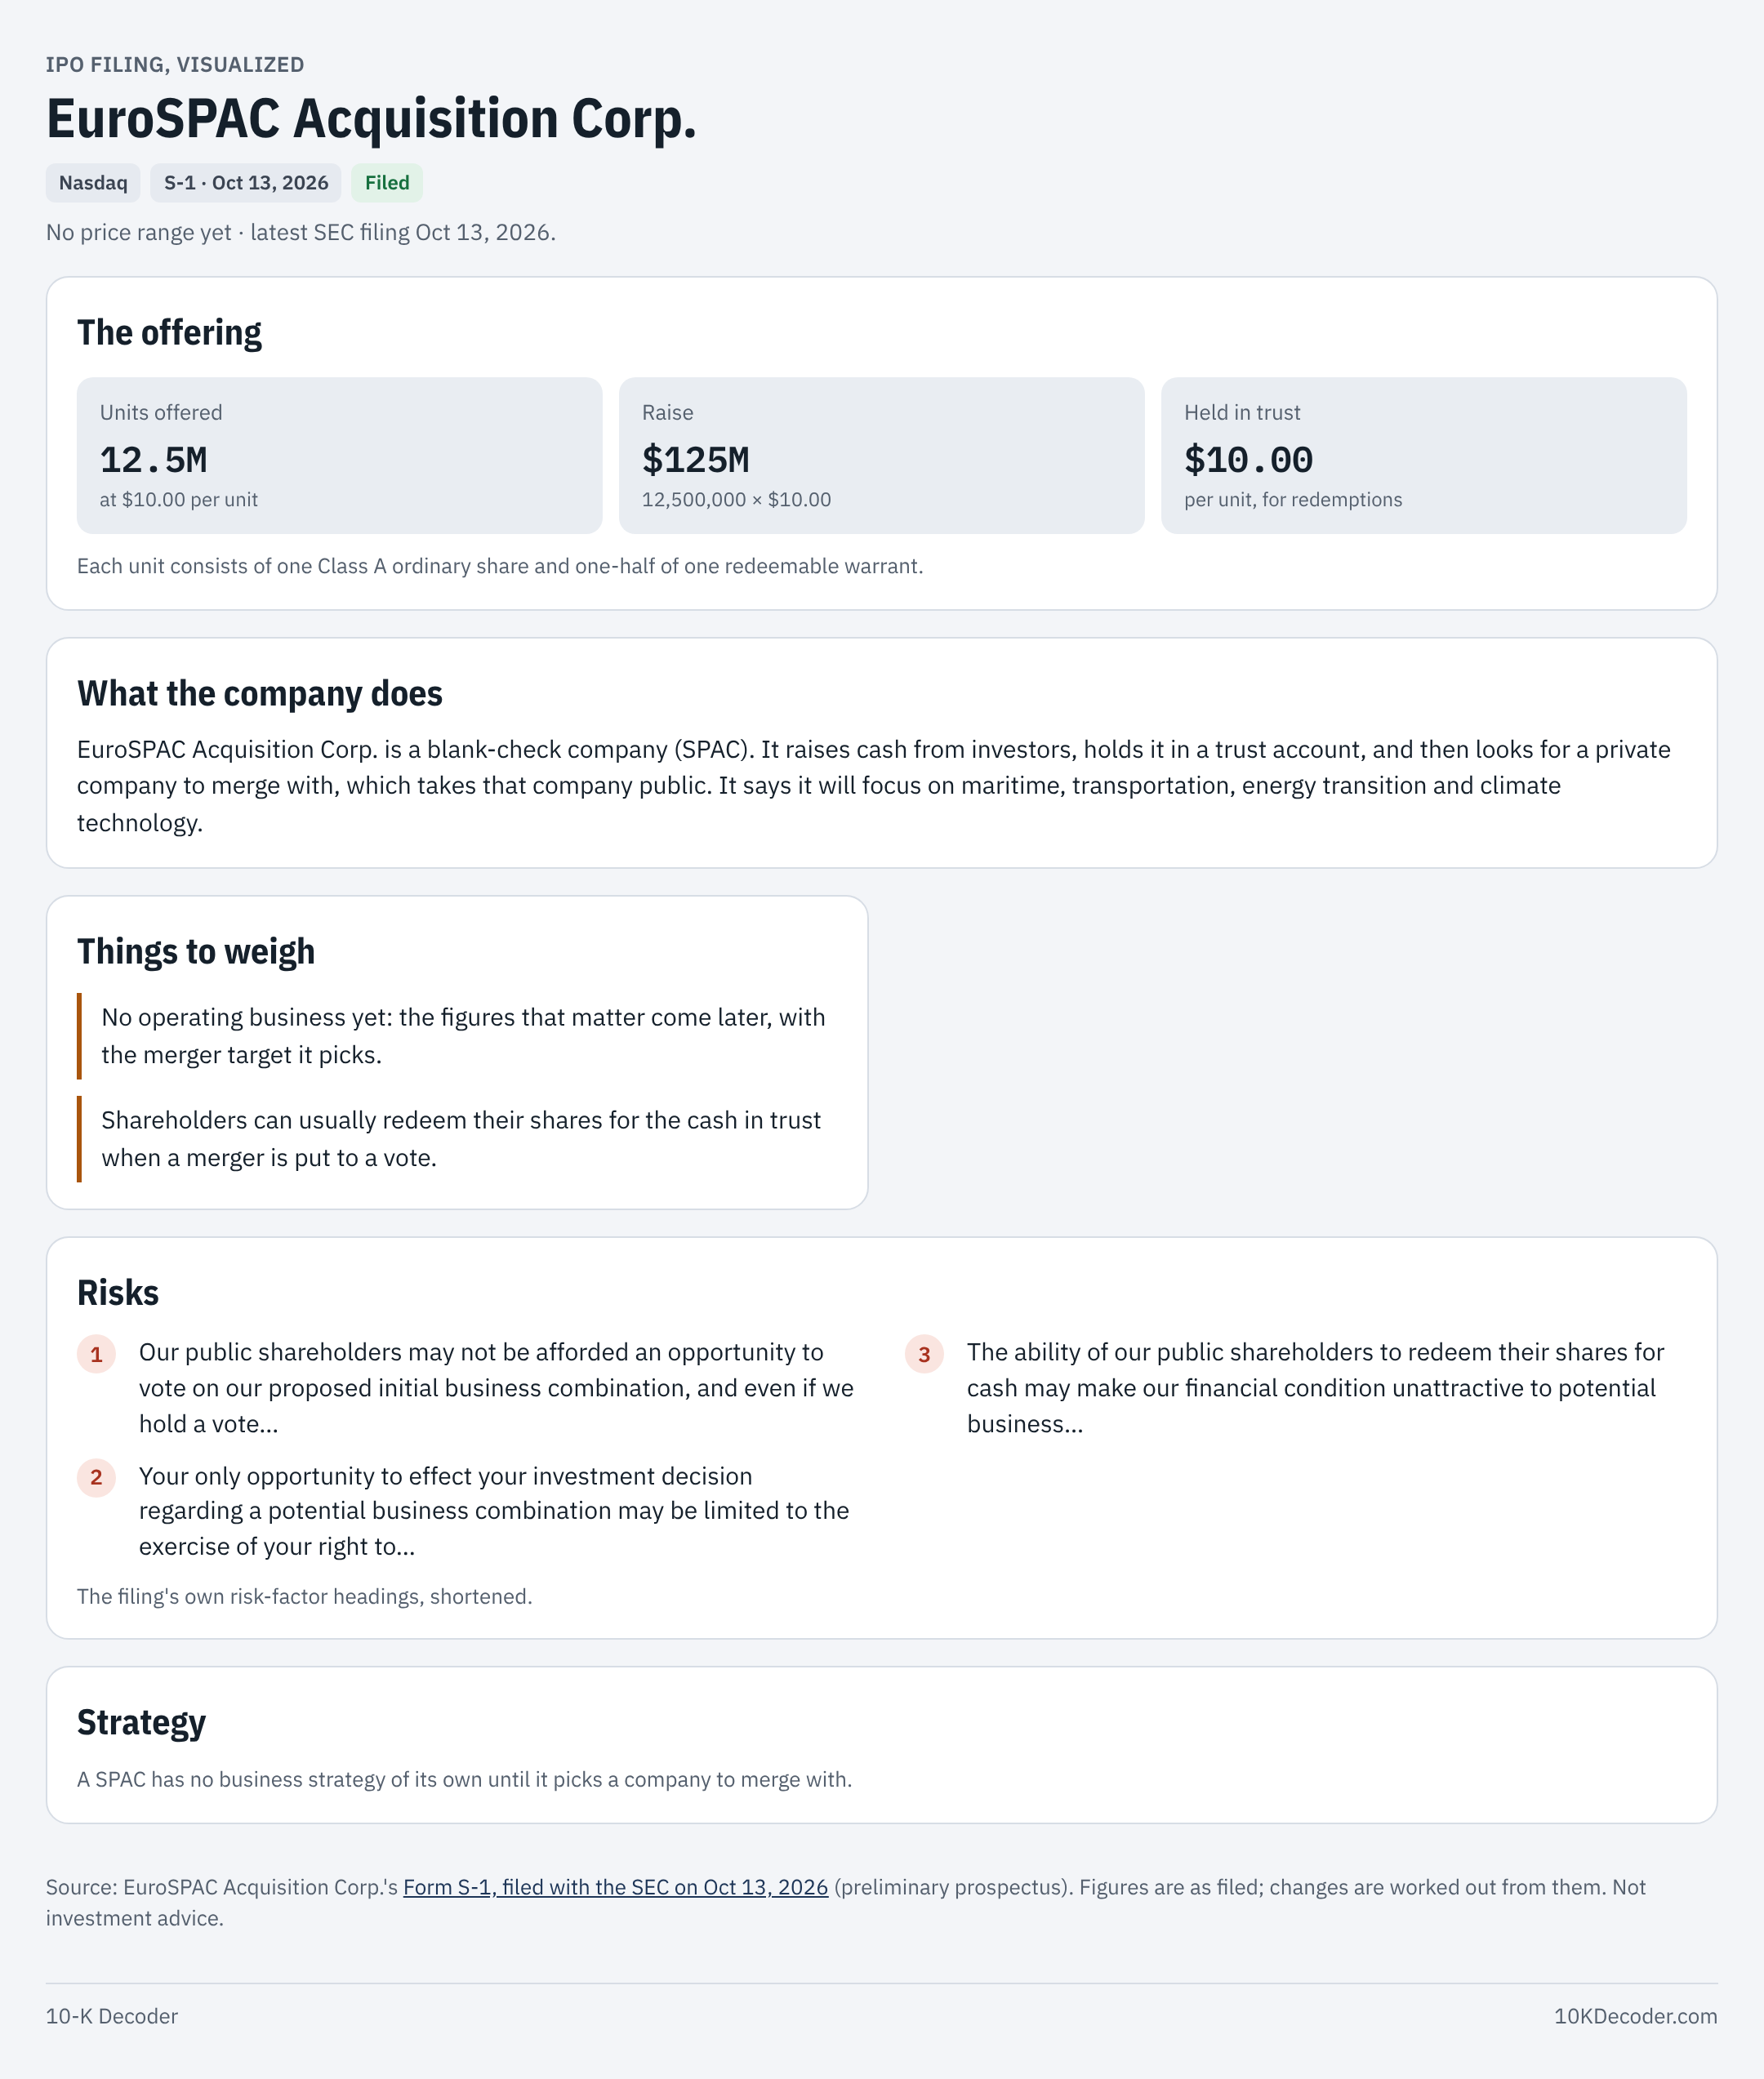 IPO FILING, VISUALIZED
EuroSPAC Acquisition Corp.
Nasdaq
S-1 · Oct 13, 2026
Filed
No price range yet · latest SEC filing Oct 13, 2026.
The offering
Units offered
12.5M
at $10.00 per unit
Raise
$125M
12,500,000 × $10.00
Held in trust
$10.00
per unit, for redemptions
Each unit consists of one Class A ordinary share and one-half of one redeemable warrant.
What the company does
EuroSPAC Acquisition Corp. is a blank-check company (SPAC). It raises cash from investors, holds it in a trust account, and then looks for a private
company to merge with, which takes that company public. It says it will focus on maritime, transportation, energy transition and climate
technology.
Things to weigh
No operating business yet: the figures that matter come later, with
the merger target it picks.
Shareholders can usually redeem their shares for the cash in trust
when a merger is put to a vote.
Risks
1
Our public shareholders may not be afforded an opportunity to
vote on our proposed initial business combination, and even if we
hold a vote...
2
Your only opportunity to effect your investment decision
regarding a potential business combination may be limited to the
exercise of your right to...
3
The ability of our public shareholders to redeem their shares for
cash may make our financial condition unattractive to potential
business...
The filing's own risk-factor headings, shortened.
Strategy
A SPAC has no business strategy of its own until it picks a company to merge with.
Source: EuroSPAC Acquisition Corp.'s Form S-1, filed with the SEC on Oct 13, 2026 (preliminary prospectus). Figures are as filed; changes are worked out from them. Not
investment advice.
10-K Decoder
10KDecoder.com